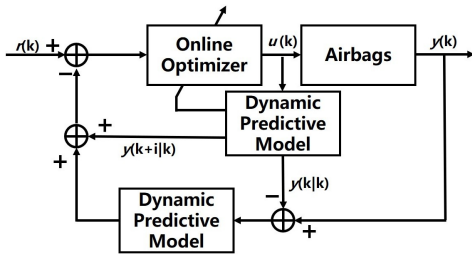 r(k)
+
−
Online
Optimizer
u(k)
Airbags
y(k)
Dynamic
Predictive
Model
+
+
y(k+i|k)
−
y(k|k)
+
Dynamic
Predictive
Model